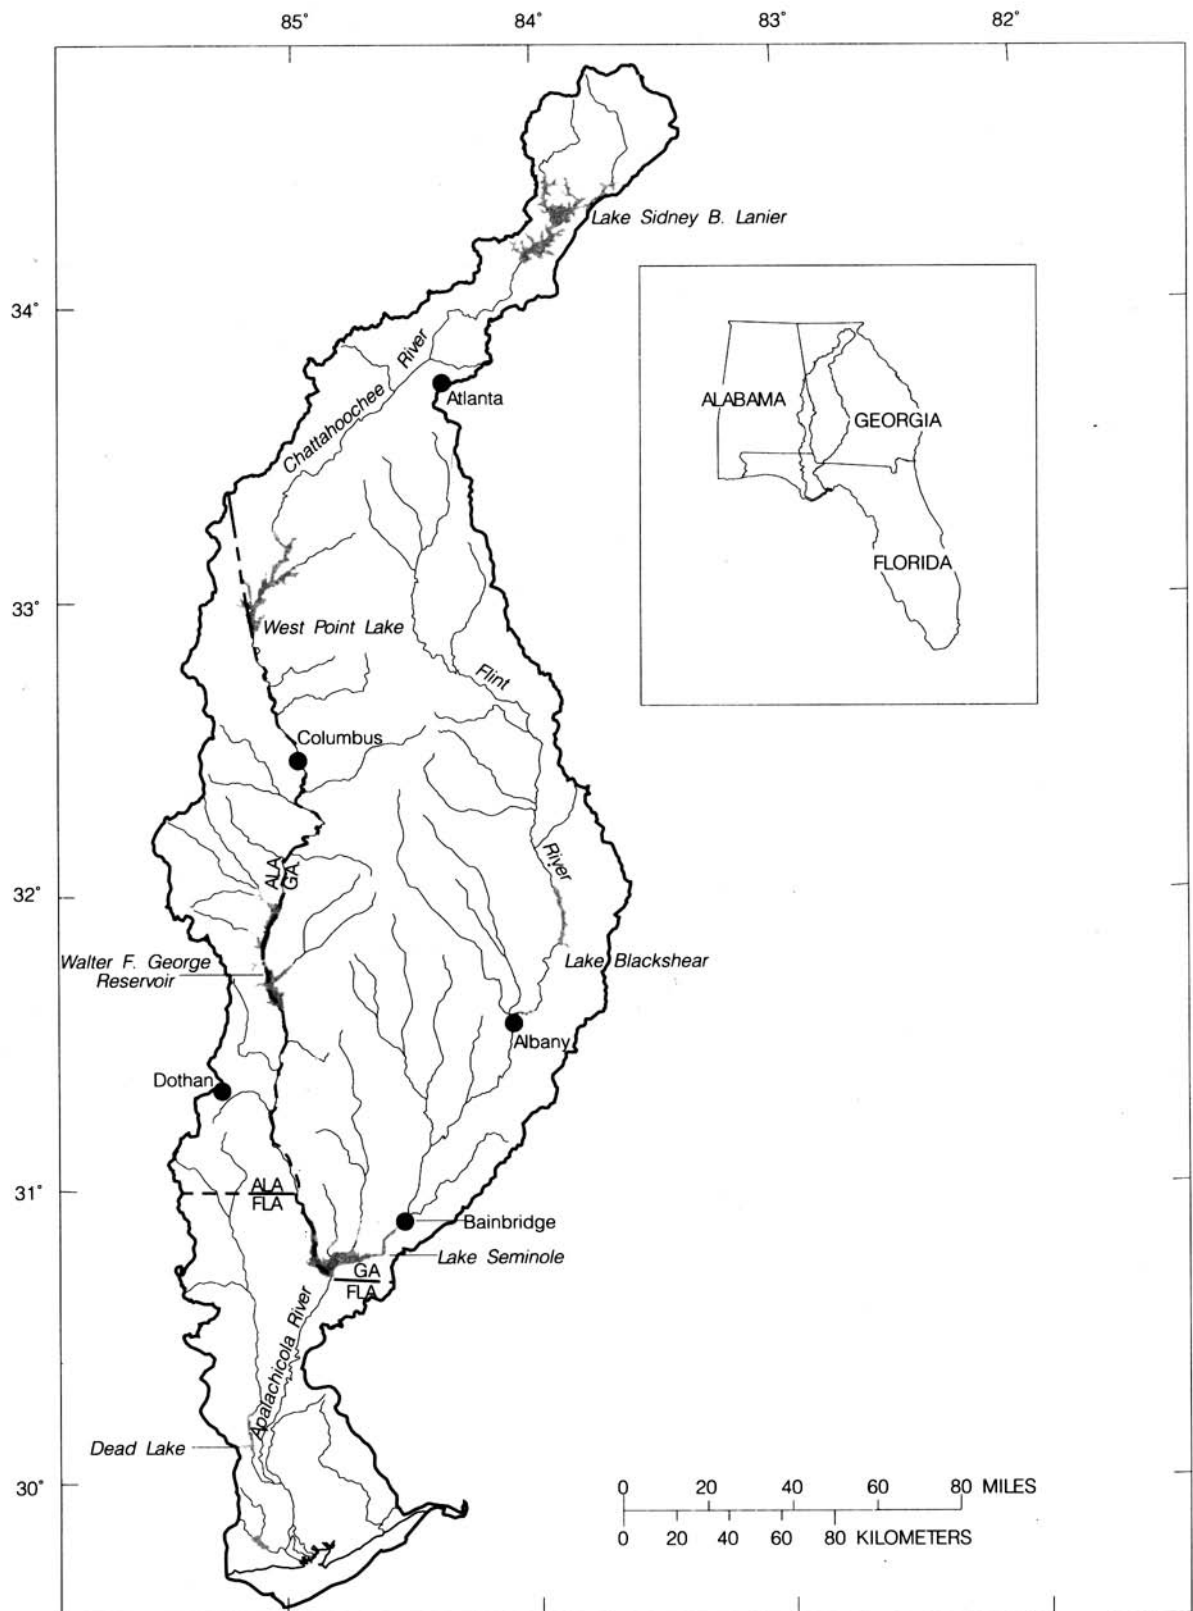 85° 84° 83° 82°
Lake Sidney B. Lanier
34°
Chattahoochee River
Atlanta
ALABAMA
GEORGIA
FLORIDA
33°
West Point Lake
Flint
Columbus
River
ALA
GA.
32°
Lake Blackshear
Walter F. George
Reservoir
Albany
Dothan
31°
ALA
FLA
Bainbridge
Lake Seminole
GA
FLA
Apalachicola River
Dead Lake
30°
0 20 40 60 80 MILES
0 20 40 60 80 KILOMETERS